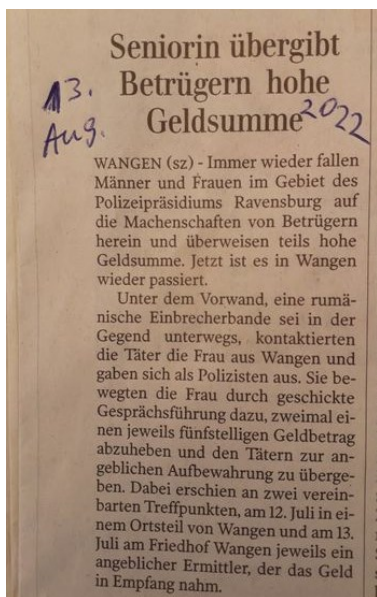 Seniorin übergibt
Betrügern hohe
Geldsumme
13.
Aug.
2022
WANGEN (sz) - Immer wieder fallen
Männer und Frauen im Gebiet des
Polizeipräsidiums Ravensburg auf
die Machenschaften von Betrügern
herein und überweisen teils hohe
Geldsumme. Jetzt ist es in Wangen
wieder passiert.
Unter dem Vorwand, eine rumä-
nische Einbrecherbande sei in der
Gegend unterwegs, kontaktierten
die Täter die Frau aus Wangen und
gaben sich als Polizisten aus. Sie be-
wegten die Frau durch geschickte
Gesprächsführung dazu, zweimal ei-
nen jeweils fünfstelligen Geldbetrag
abzuheben und den Tätern zur an-
geblichen Aufbewahrung zu überge-
ben. Dabei erschien an zwei verein-
barten Treffpunkten, am 12. Juli in ei-
nem Ortsteil von Wangen und am 13.
Juli am Friedhof Wangen jeweils ein
angeblicher Ermittler, der das Geld
in Empfang nahm.